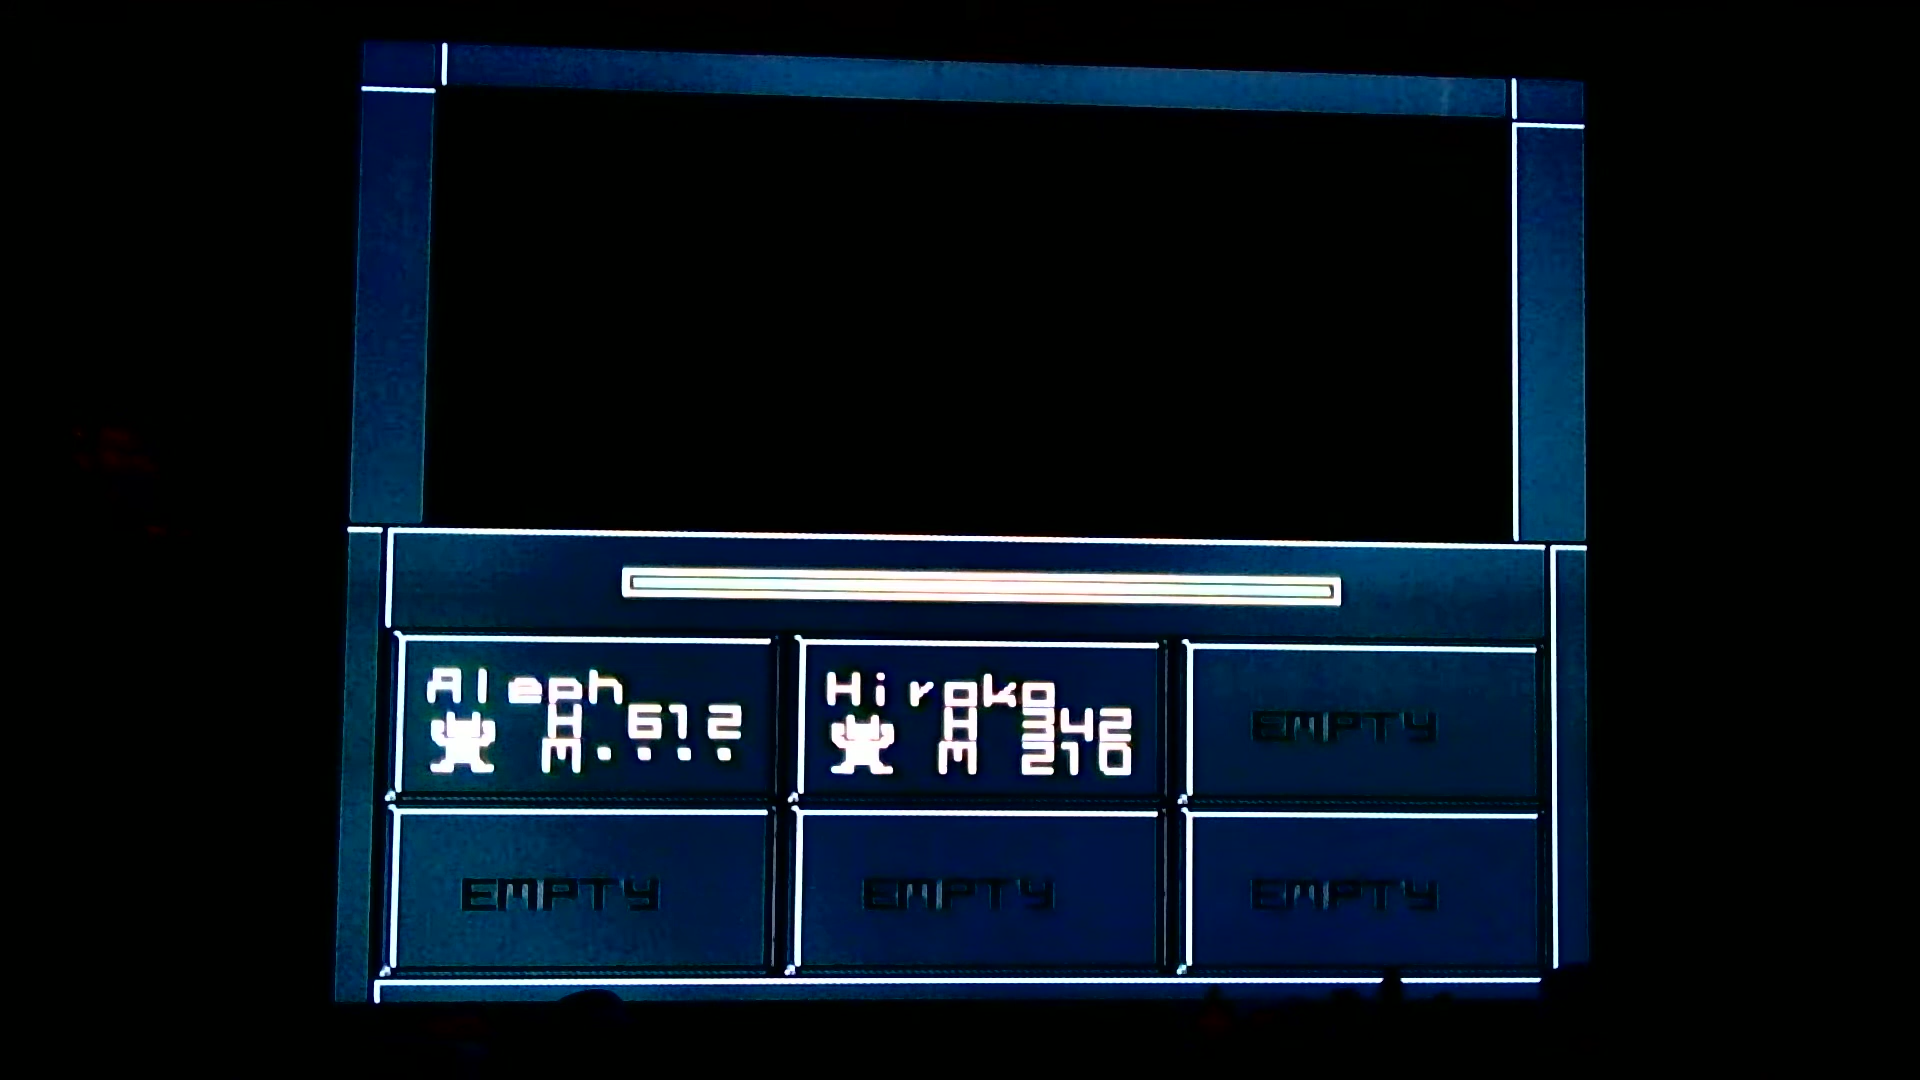 Aleph
H 612
M····
Hiroko
H 342
M 210
EMPTY
EMPTY
EMPTY
EMPTY